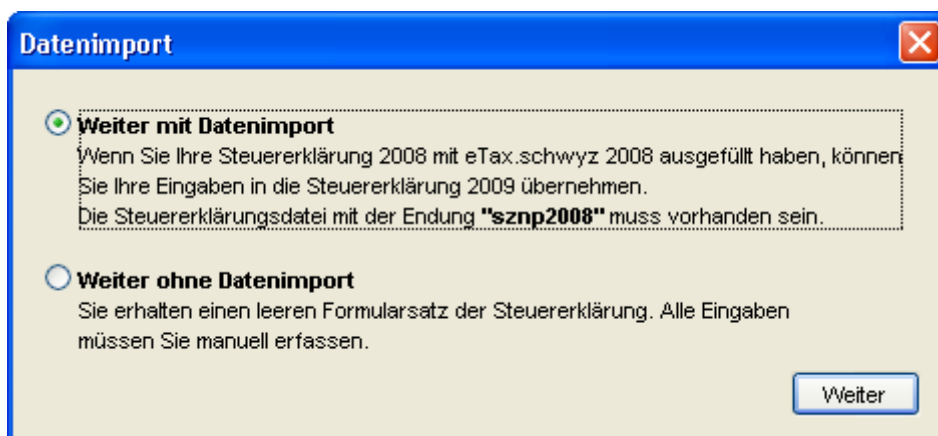 Datenimport
Weiter mit Datenimport
Wenn Sie Ihre Steuererklärung 2008 mit eTax.schwyz 2008 ausgefüllt haben, können
Sie Ihre Eingaben in die Steuererklärung 2009 übernehmen.
Die Steuererklärungsdatei mit der Endung "sznp2008" muss vorhanden sein.
Weiter ohne Datenimport
Sie erhalten einen leeren Formularsatz der Steuererklärung. Alle Eingaben
müssen Sie manuell erfassen.
Weiter